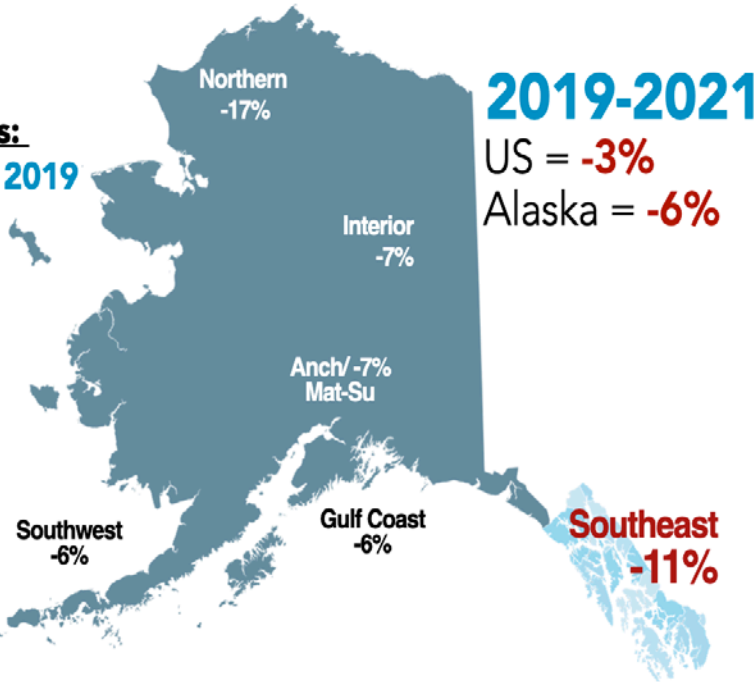 Northern
-17%
2019-2021
US = -3%
Alaska = -6%
s:
2019
Interior
-7%
Anch/ -7%
Mat-Su
Southwest
-6%
Gulf Coast
-6%
Southeast
-11%